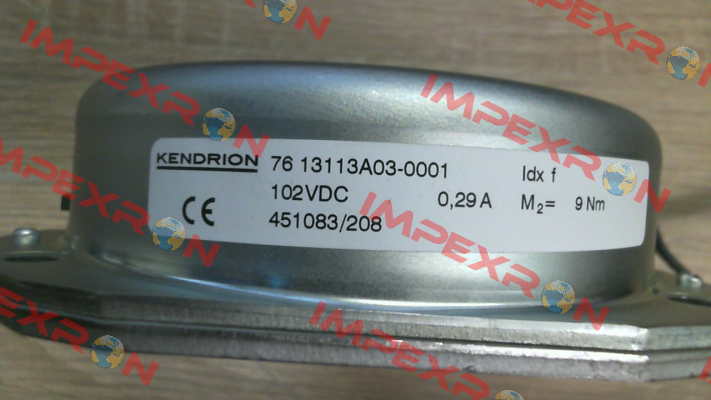 IMPEXRON
IMPEXRON
IMPEXRON
KENDRION 76 13113A03-0001 Idx f
102VDC 0,29 A M₂= 9 Nm
CE 451083/208
IMPEXRON
IMPEXRON
IMPEXRON